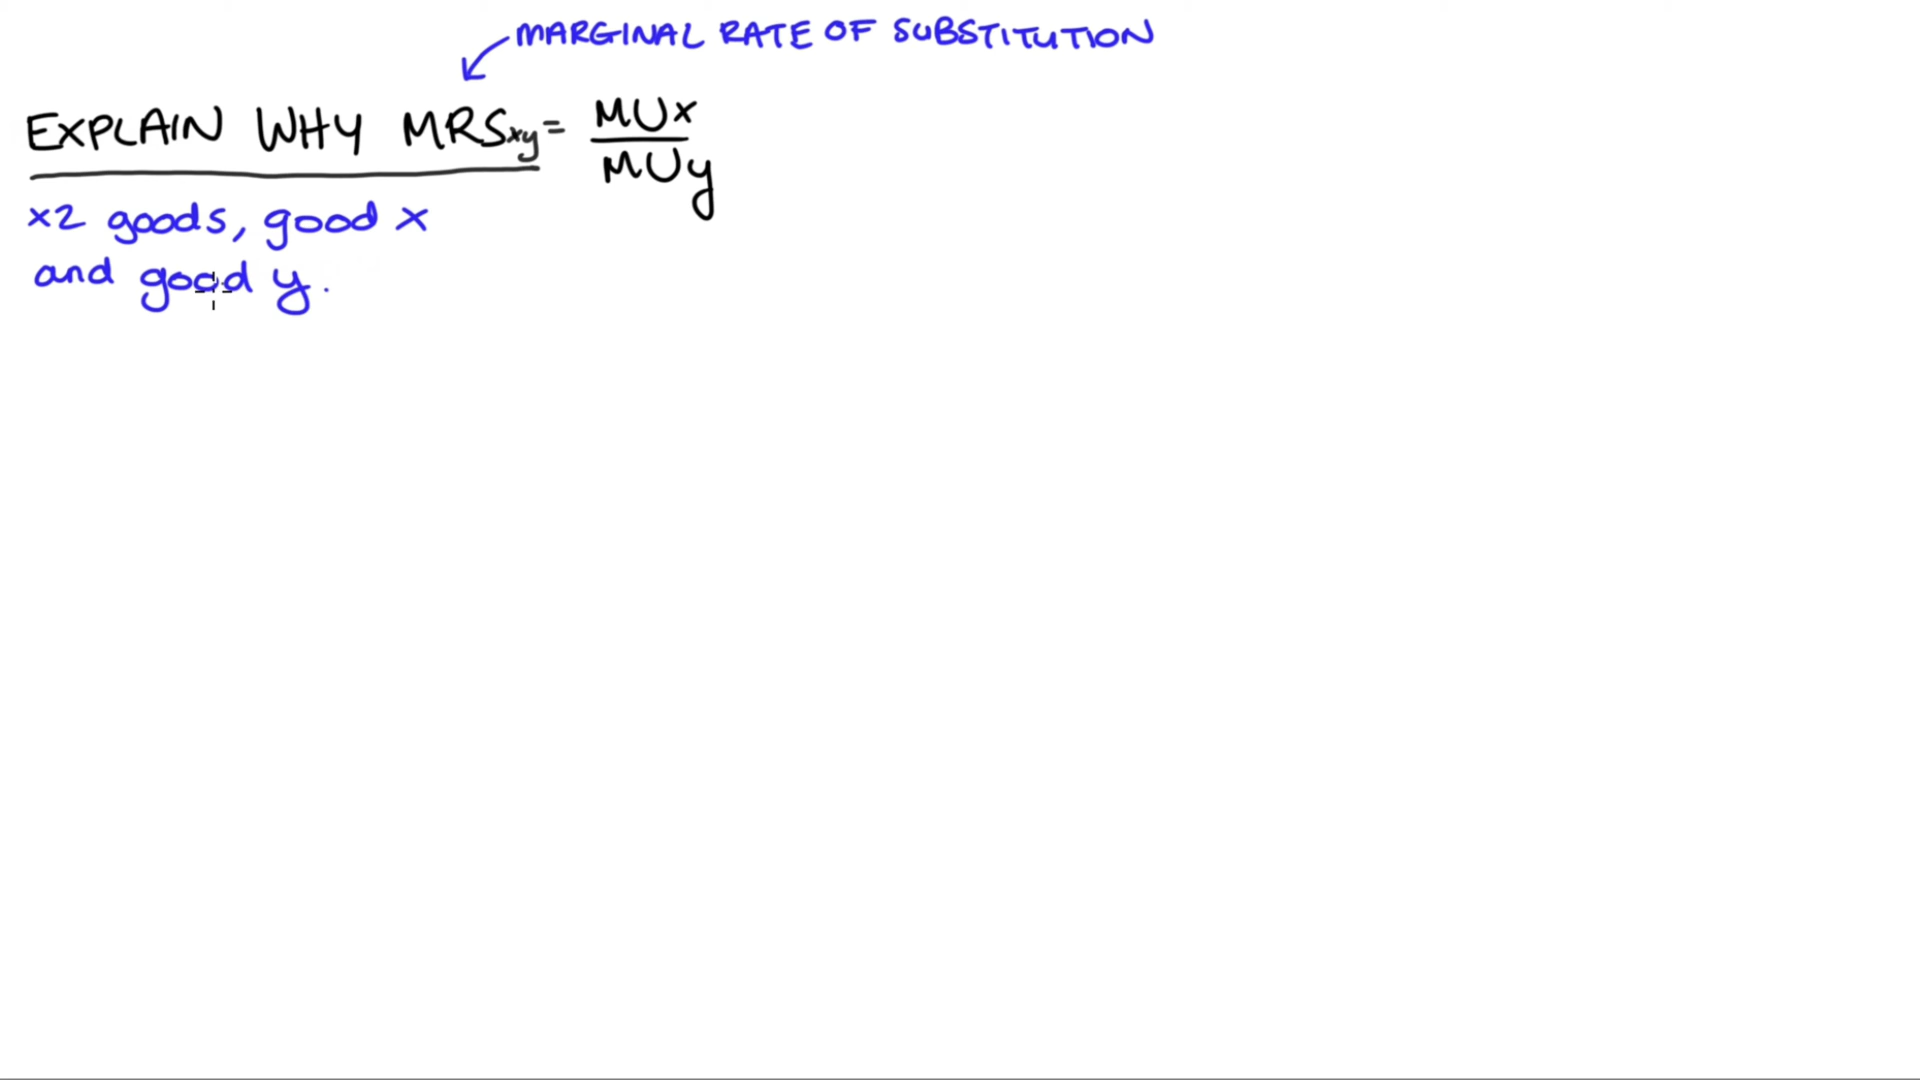 MARGINAL RATE OF SUBSTITUTION
EXPLAIN WHY MRSxy = MUx
MUy
x2 goods, good x
and good y.